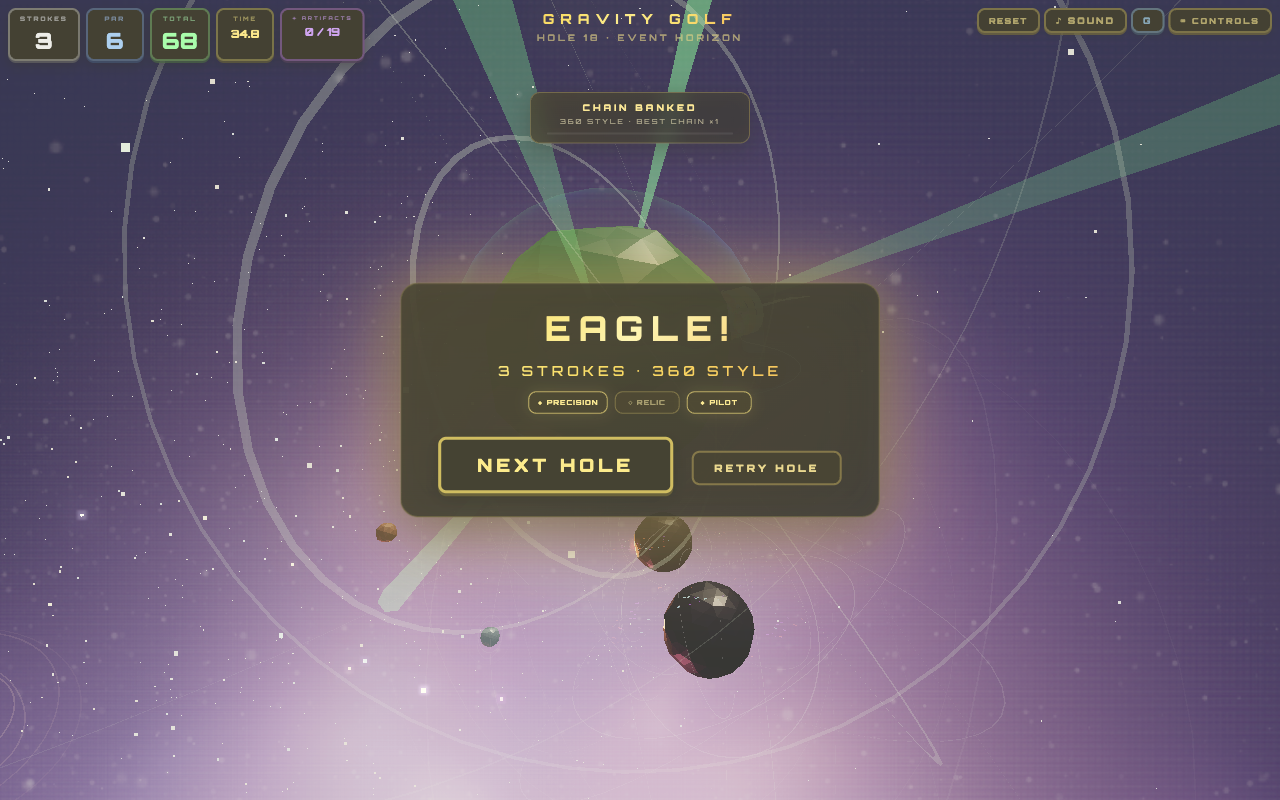 STROKES
3
PAR
6
TOTAL
68
TIME
34.8
ARTIFACTS
0/19
GRAVITY GOLF
HOLE 18 · EVENT HORIZON
RESET
♪ SOUND
G
CONTROLS
CHAIN BANKED
360 STYLE · BEST CHAIN ×1
EAGLE!
3 STROKES · 360 STYLE
◆ PRECISION
◇ RELIC
◆ PILOT
NEXT HOLE
RETRY HOLE